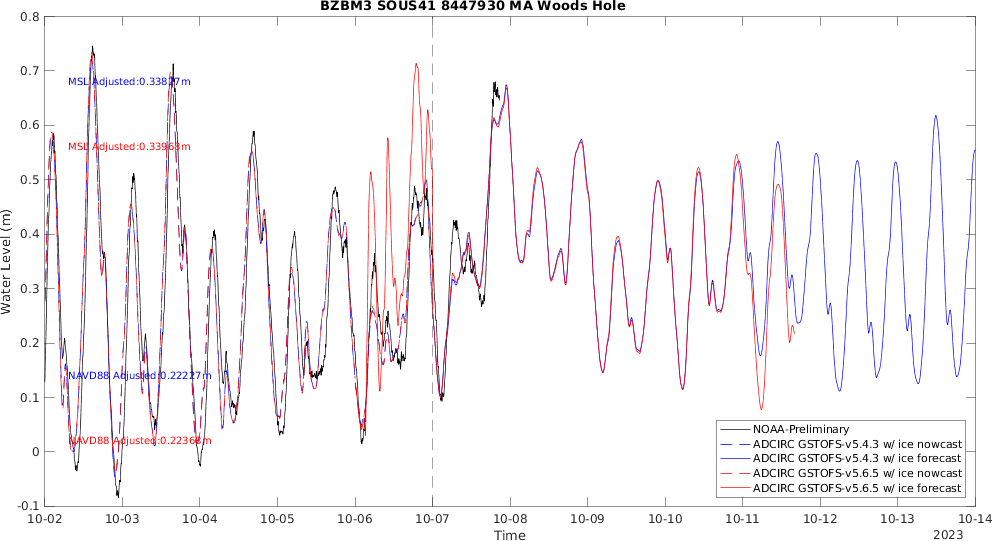 BZBM3 SOUS41 8447930 MA Woods Hole
0.8
0.7
0.6
0.5
0.4
0.3
0.2
0.1
0
-0.1
Water Level (m)
MSL Adjusted:0.33827m
MSL Adjusted:0.33963m
NAVD88 Adjusted:0.22227m
NAVD88 Adjusted:0.22363m
NOAA-Preliminary
ADCIRC GSTOFS-v5.4.3 w/ ice nowcast
ADCIRC GSTOFS-v5.4.3 w/ ice forecast
ADCIRC GSTOFS-v5.6.5 w/ ice nowcast
ADCIRC GSTOFS-v5.6.5 w/ ice forecast
10-02 10-03 10-04 10-05 10-06 10-07 10-08 10-09 10-10 10-11 10-12 10-13 10-14
Time
2023